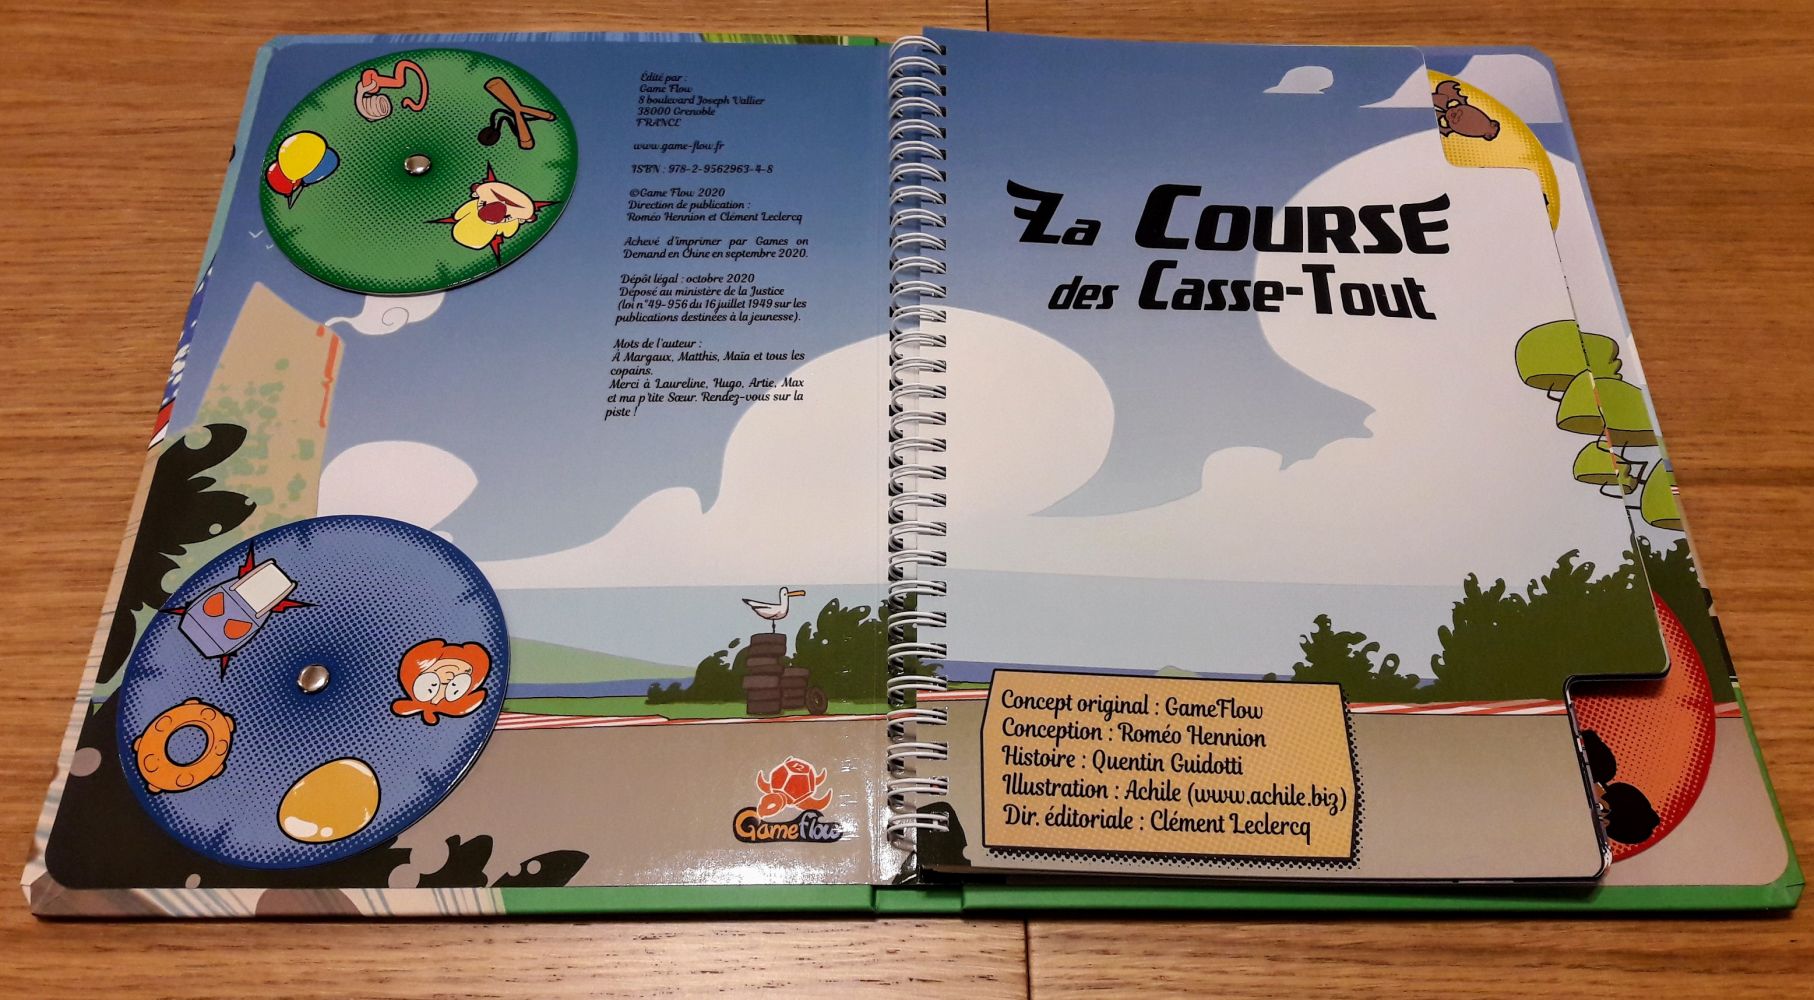 Édité par :
Game Flow
8 boulevard Joseph Vallier
38000 Grenoble
FRANCE
www.game-flow.fr
ISBN : 978-2-9562963-4-8
©Game Flow 2020
Direction de publication :
Roméo Hennion et Clément Leclercq
Achevé d'imprimer par Games on
Demand en Chine en septembre 2020.
Dépôt légal : octobre 2020
Déposé au ministère de la Justice
(loi n°49-956 du 16 juillet 1949 sur les
publications destinées à la jeunesse).
Mots de l'auteur :
À Margaux, Matthis, Maïa et tous les
copains.
Merci à Laureline, Hugo, Artie, Max
et ma p'tite Sœur. Rendez-vous sur la
piste !
12
Gameflow
La Course
des Casse-Tout
Concept original : GameFlow
Conception : Roméo Hennion
Histoire : Quentin Guidotti
Illustration : Achile (www.achile.biz)
Dir. éditoriale : Clément Leclercq